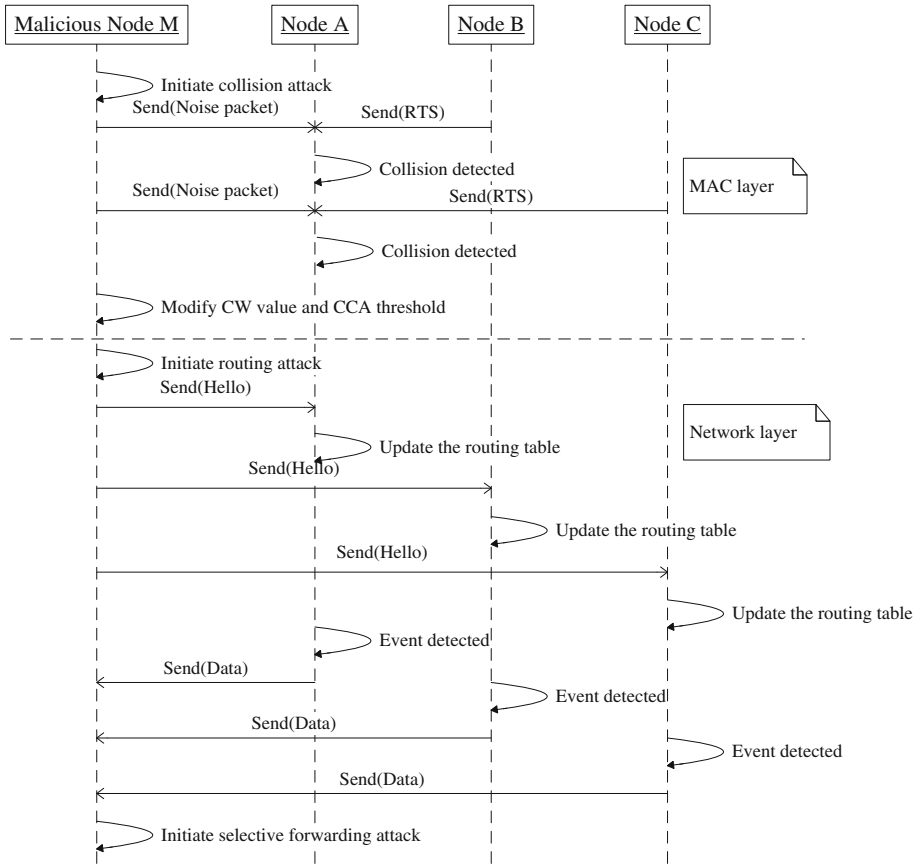 Malicious Node M
Node A
Node B
Node C
Initiate collision attack
Send(Noise packet)
Send(RTS)
Collision detected
MAC layer
Send(Noise packet)
Send(RTS)
Collision detected
Modify CW value and CCA threshold
Initiate routing attack
Send(Hello)
Network layer
Update the routing table
Send(Hello)
Update the routing table
Send(Hello)
Update the routing table
Event detected
Send(Data)
Event detected
Send(Data)
Event detected
Send(Data)
Initiate selective forwarding attack